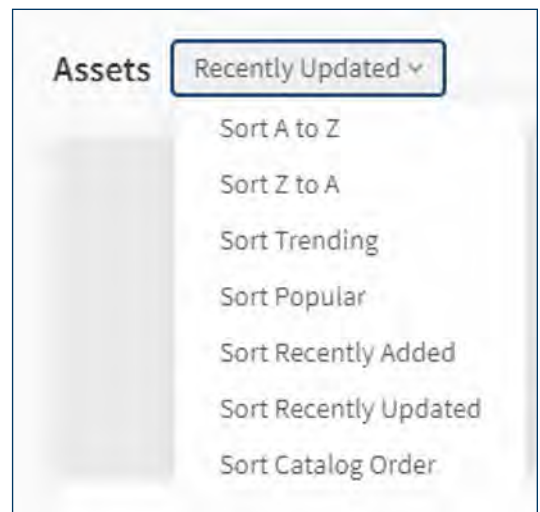 Assets Recently Updated
Sort A to Z
Sort Z to A
Sort Trending
Sort Popular
Sort Recently Added
Sort Recently Updated
Sort Catalog Order